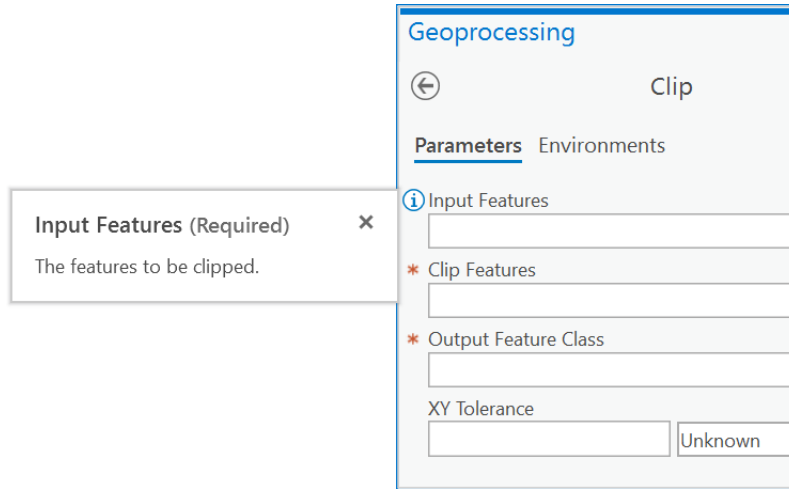 Geoprocessing
Clip
Parameters Environments
Input Features
Input Features (Required)
The features to be clipped.
* Clip Features
* Output Feature Class
XY Tolerance
Unknown